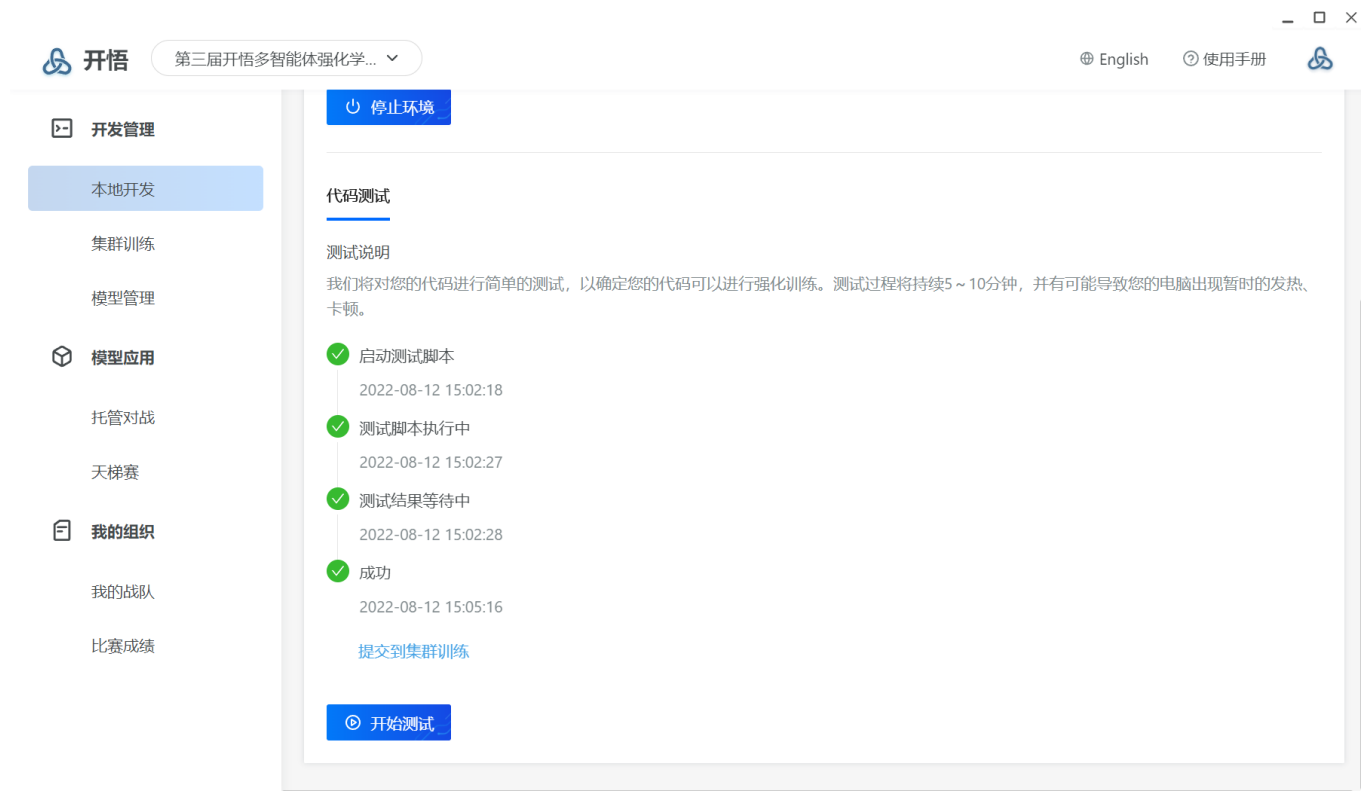 开悟
第三届开悟多智能体强化学...
English
使用手册
开发管理
本地开发
集群训练
模型管理
模型应用
托管对战
天梯赛
我的组织
我的战队
比赛成绩
停止环境
代码测试
测试说明
我们将对您的代码进行简单的测试，以确定您的代码可以进行强化训练。测试过程将持续5~10分钟，并有可能导致您的电脑出现暂时的发热、
卡顿。
启动测试脚本
2022-08-12 15:02:18
测试脚本执行中
2022-08-12 15:02:27
测试结果等待中
2022-08-12 15:02:28
成功
2022-08-12 15:05:16
提交到集群训练
开始测试